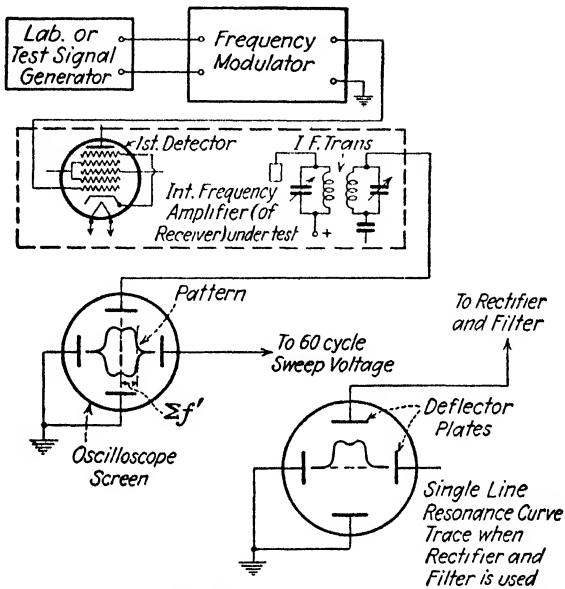 Lab. or
Test Signal
Generator
Frequency
Modulator
1st. Detector
I F. Trans
Int. Frequency
Amplifier (of
Receiver) under test
+
Pattern
To 60 cycle
Sweep Voltage
Σf'
Oscilloscope
Screen
To Rectifier
and Filter
Deflector
Plates
Single Line
Resonance Curve
Trace when
Rectifier and
Filter is used